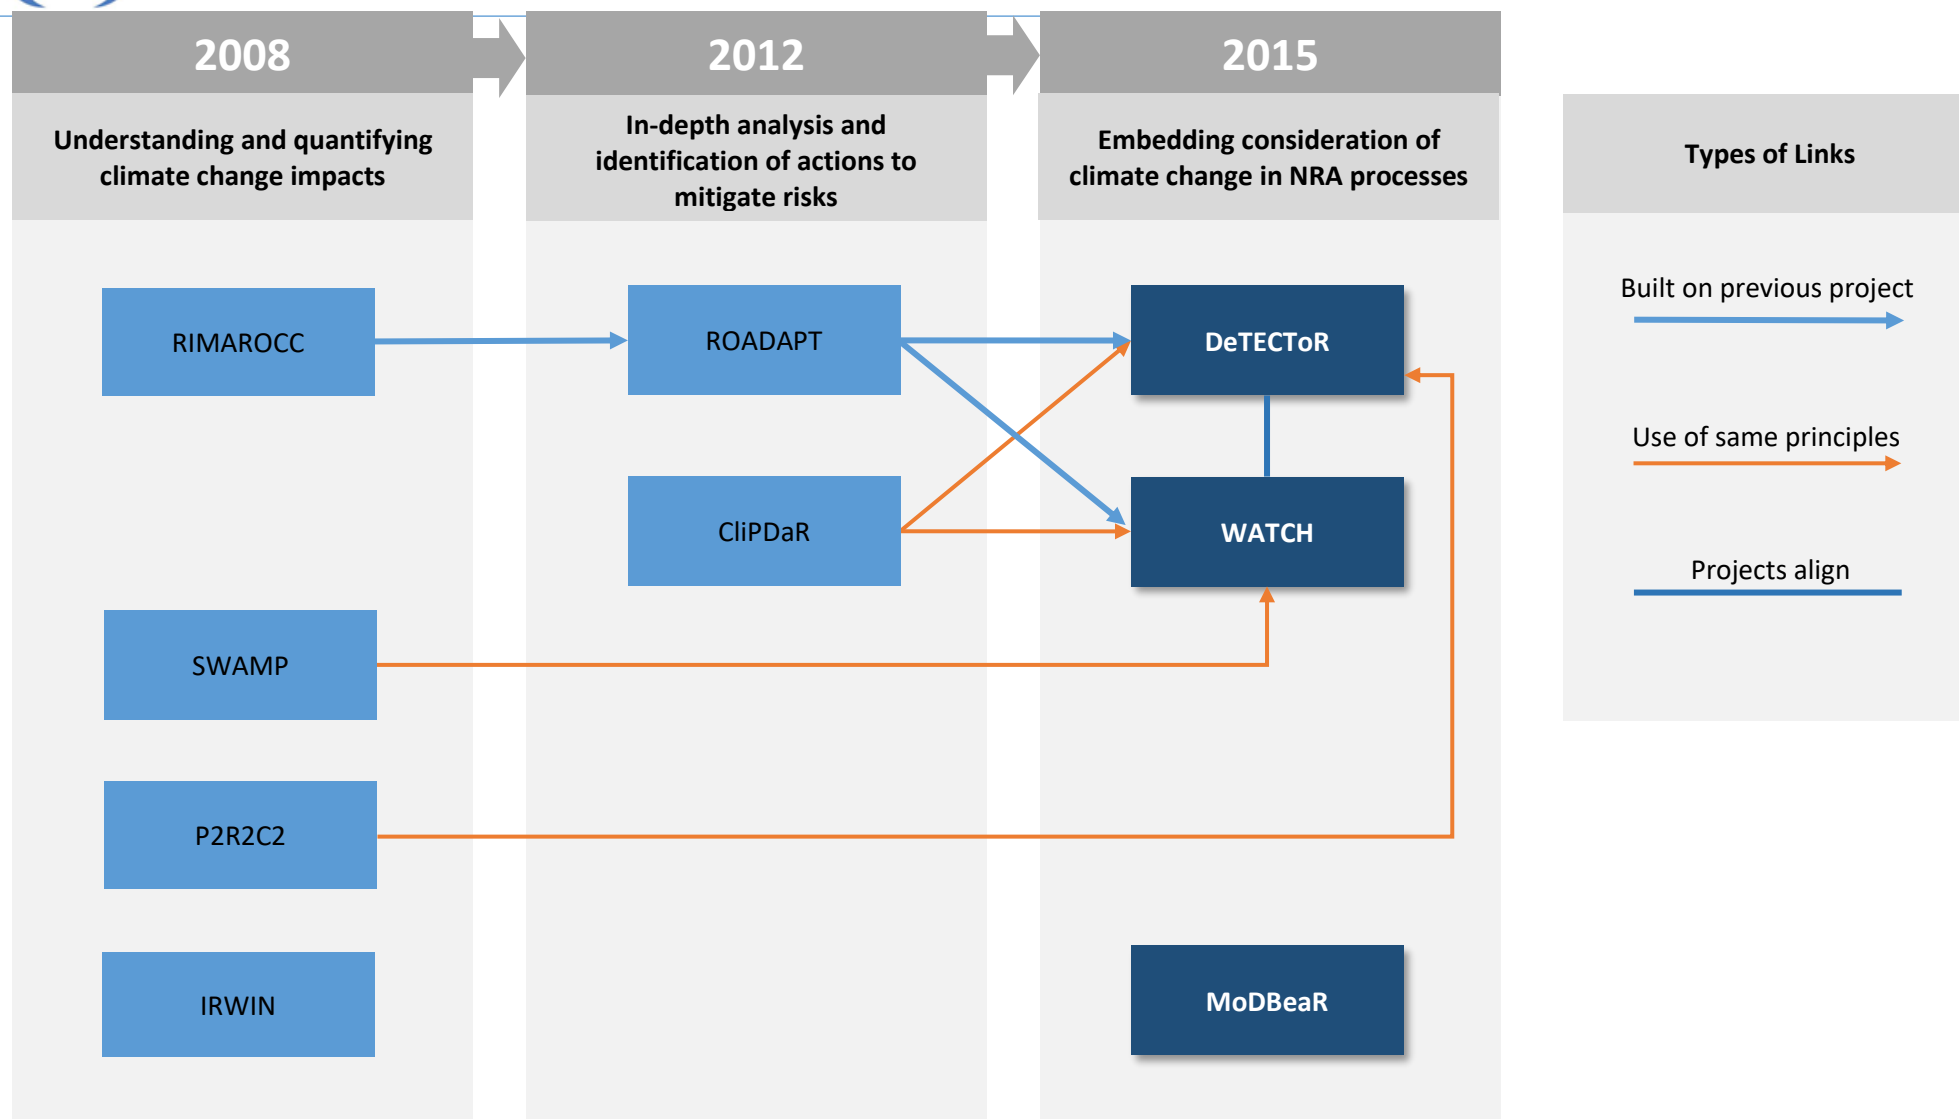 2008
2012
2015
Understanding and quantifying
climate change impacts
In-depth analysis and
identification of actions to
mitigate risks
Embedding consideration of
climate change in NRA processes
Types of Links
RIMAROCC
ROADAPT
DeTECToR
CliPDaR
WATCH
SWAMP
P2R2C2
IRWIN
MoDBeaR
Built on previous project
Use of same principles
Projects align